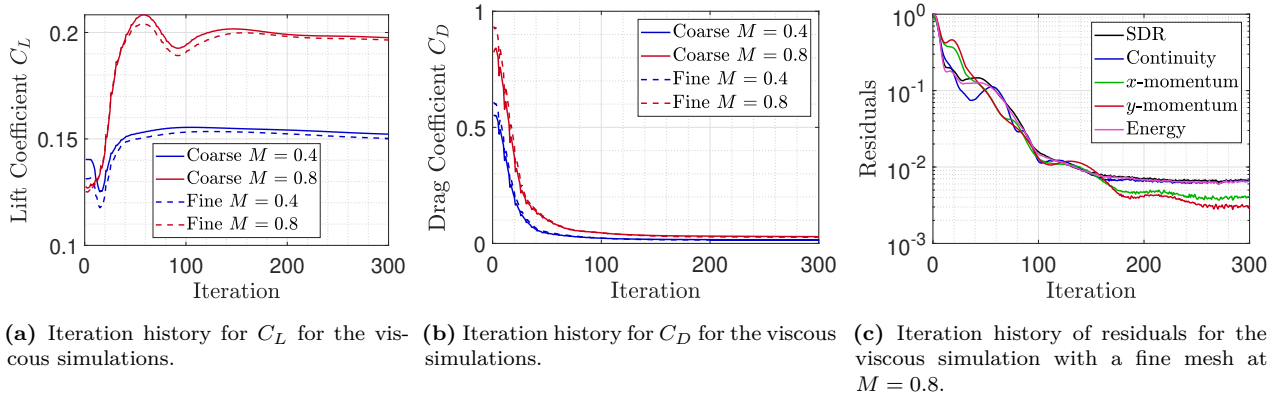 0.2
0.15
0.1
0
100
200
300
Lift Coefficient C_L
Iteration
Coarse M = 0.4
Coarse M = 0.8
Fine M = 0.4
Fine M = 0.8
(a) Iteration history for C_L for the vis-
cous simulations.
1
0.5
0
0
100
200
300
Drag Coefficient C_D
Iteration
Coarse M = 0.4
Coarse M = 0.8
Fine M = 0.4
Fine M = 0.8
(b) Iteration history for C_D for the viscous
simulations.
10^0
10^-1
10^-2
10^-3
0
100
200
300
Residuals
Iteration
SDR
Continuity
x-momentum
y-momentum
Energy
(c) Iteration history of residuals for the
viscous simulation with a fine mesh at
M = 0.8.